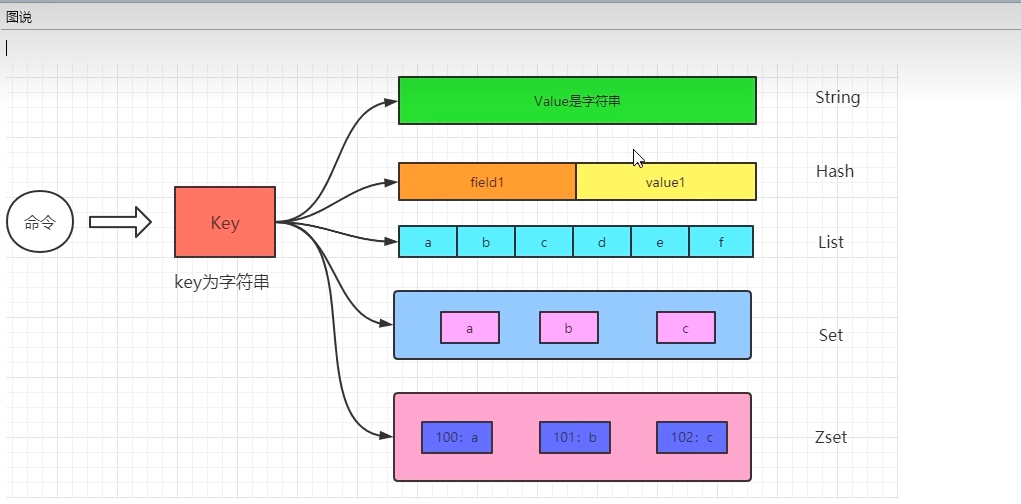 图说
Value是字符串
String
field1
value1
Hash
命令
Key
key为字符串
a
b
c
d
e
f
List
a
b
c
Set
100：a
101：b
102：c
Zset